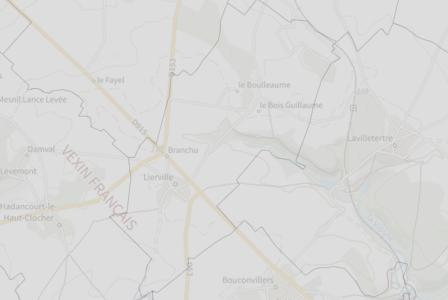 D153
le Fayel
le Boulleaume
Mesnil Lance Levée
le Bois Guillaume
D915
Lavilletertre
Damval
Branchu
VEXIN FRANÇAIS
Levemont
Lierville
Hadancourt-le-
Haut-Clocher
Bouconvillers